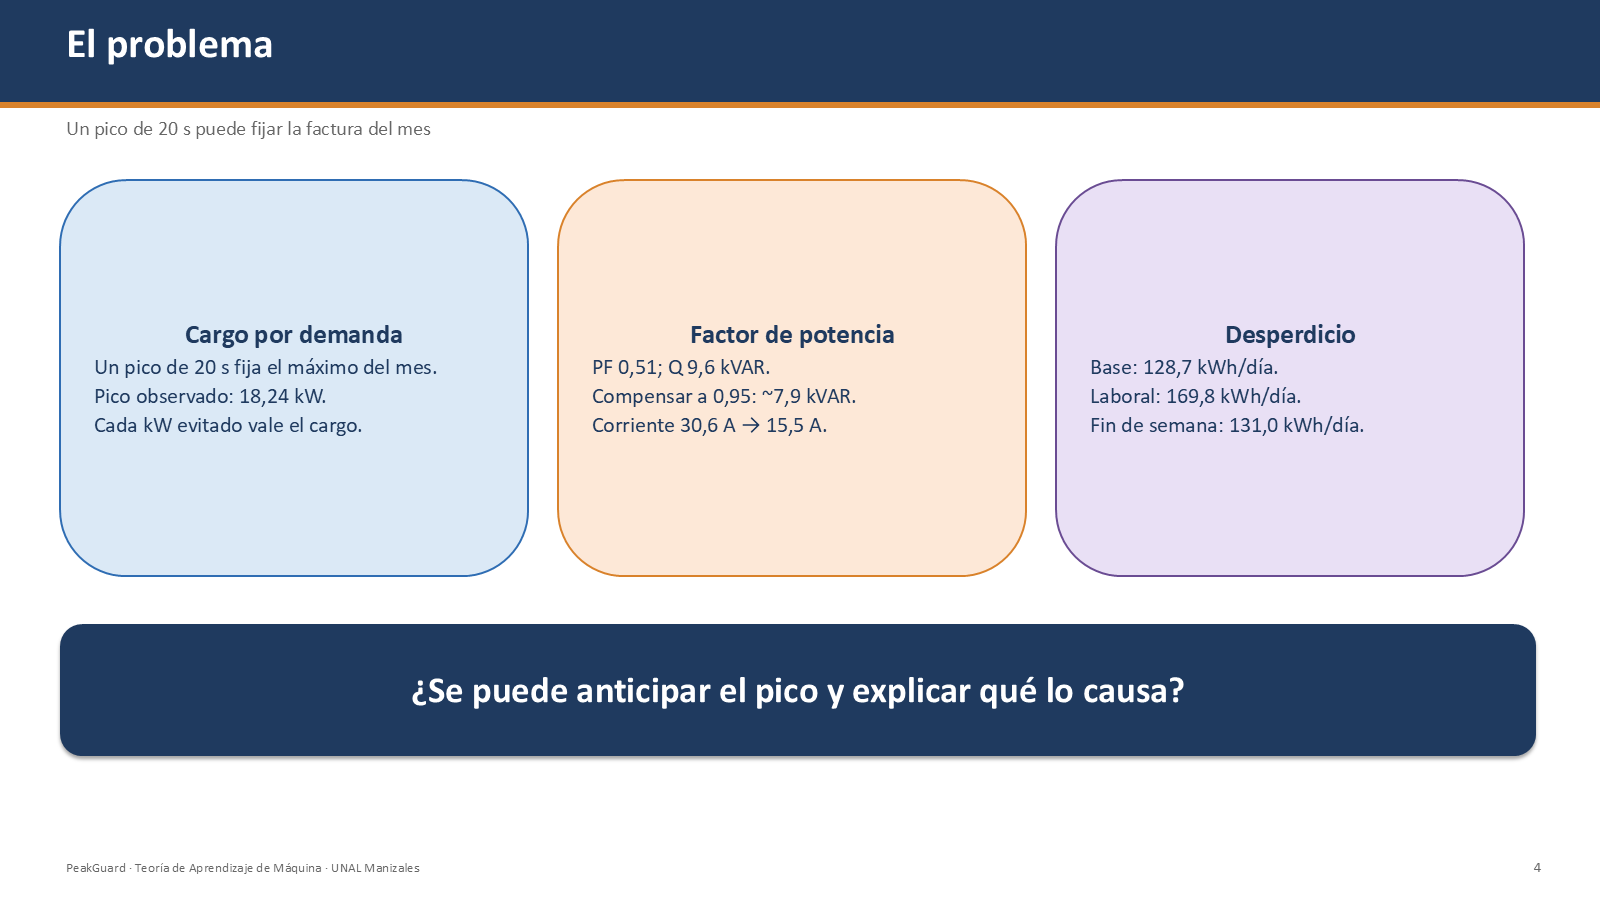 El problema
Un pico de 20 s puede fijar la factura del mes
Cargo por demanda
Un pico de 20 s fija el máximo del mes.
Pico observado: 18,24 kW.
Cada kW evitado vale el cargo.
Factor de potencia
PF 0,51; Q 9,6 kVAR.
Compensar a 0,95: ~7,9 kVAR.
Corriente 30,6 A → 15,5 A.
Desperdicio
Base: 128,7 kWh/día.
Laboral: 169,8 kWh/día.
Fin de semana: 131,0 kWh/día.
¿Se puede anticipar el pico y explicar qué lo causa?
PeakGuard · Teoría de Aprendizaje de Máquina · UNAL Manizales
4